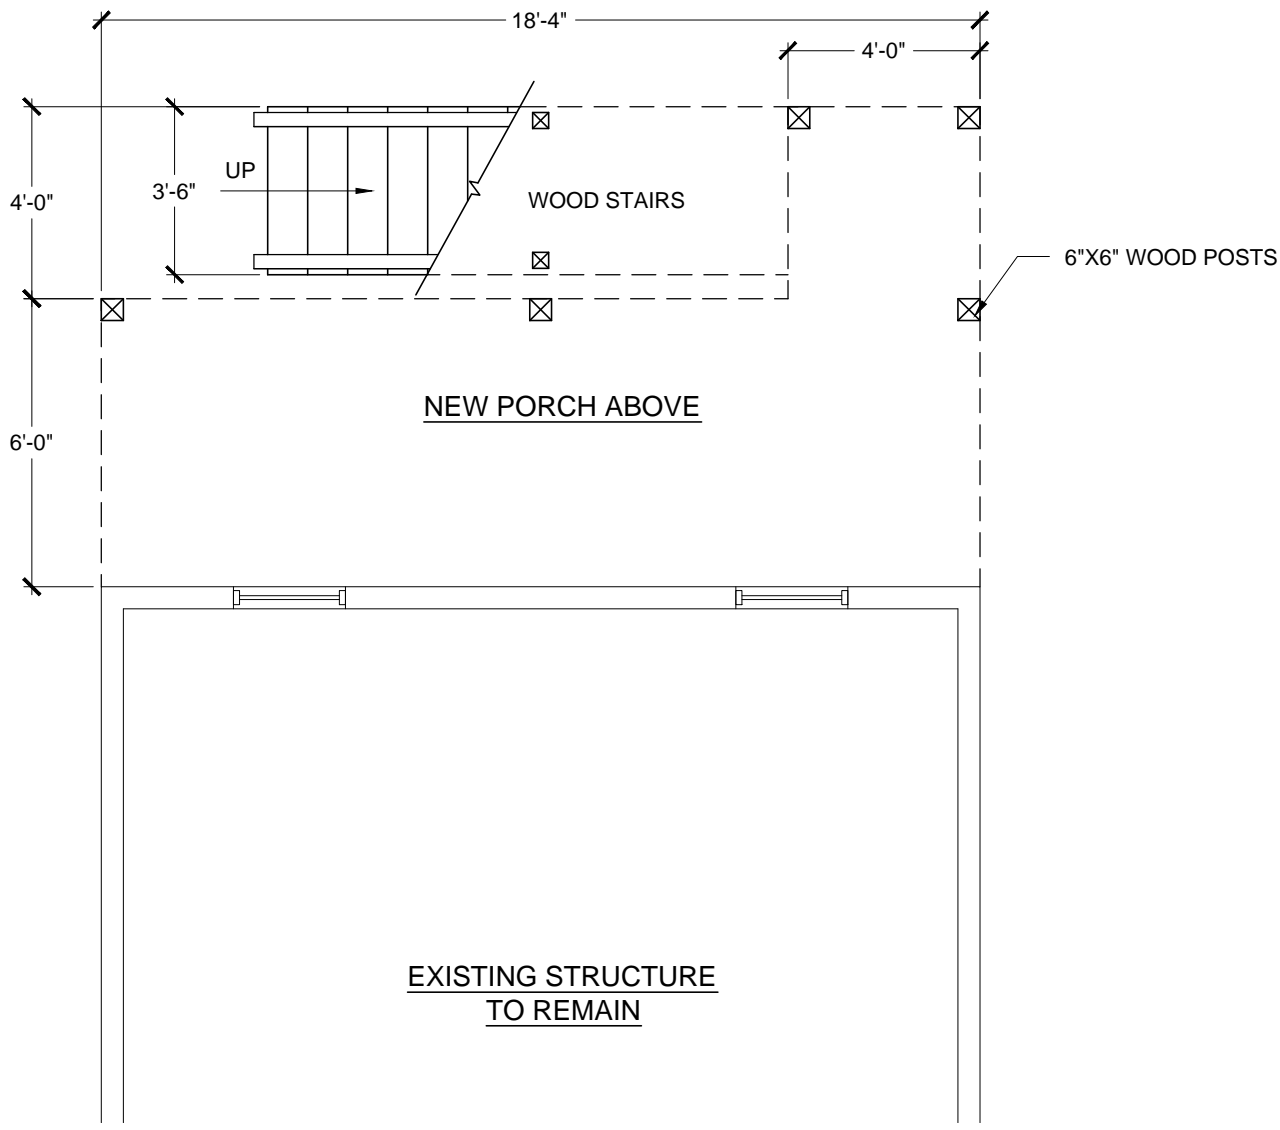 18'-4"
4'-0"
UP
3'-6"
4'-0"
WOOD STAIRS
6"X6" WOOD POSTS
NEW PORCH ABOVE
6'-0"
EXISTING STRUCTURE
TO REMAIN